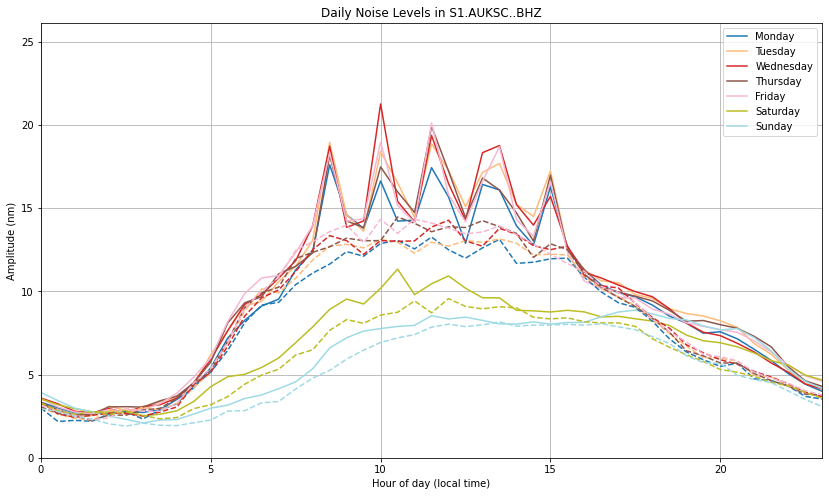 Daily Noise Levels in S1.AUKSC..BHZ
Amplitude (nm)
25
20
15
10
5
0
0
5
10
15
20
Hour of day (local time)
Monday
Tuesday
Wednesday
Thursday
Friday
Saturday
Sunday